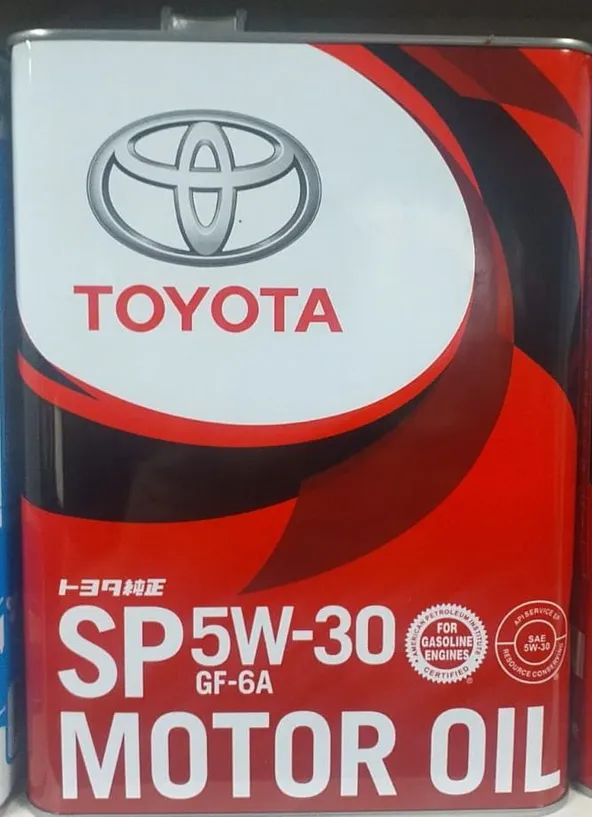 TOYOTA
トヨタ純正
SP 5W-30
GF-6A
AMERICAN PETROLEUM INSTITUTE
FOR
GASOLINE
ENGINES
CERTIFIED
API SERVICE
SAE
5W-30
RESOURCE CONSERVING
MOTOR OIL